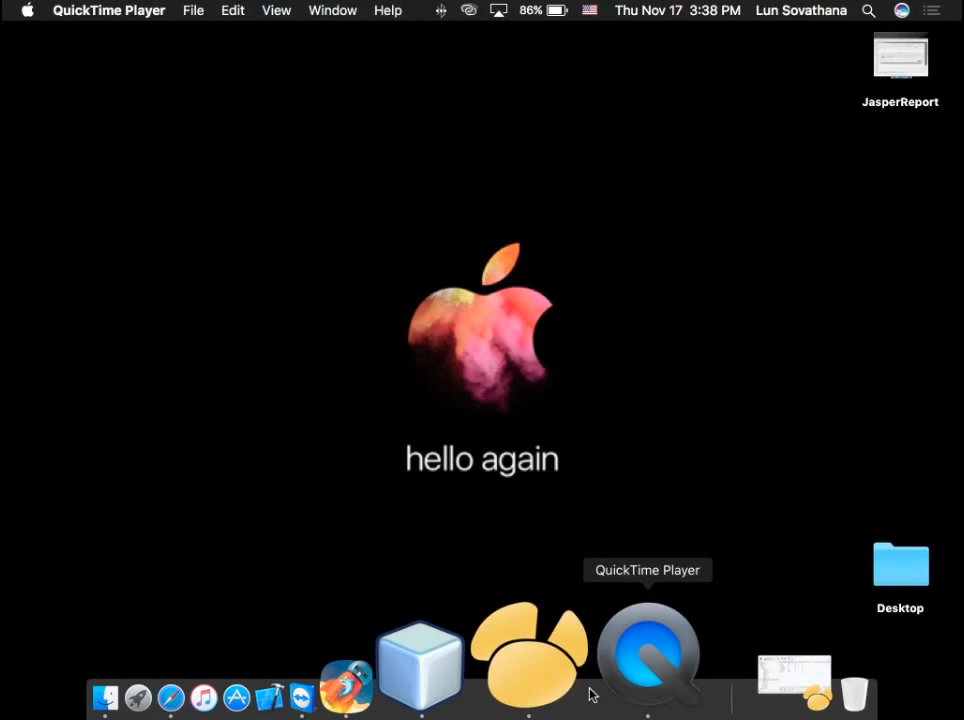 QuickTime Player File Edit View Window Help 86% Thu Nov 17 3:38 PM Lun Sovathana
JasperReport
hello again
QuickTime Player
Desktop